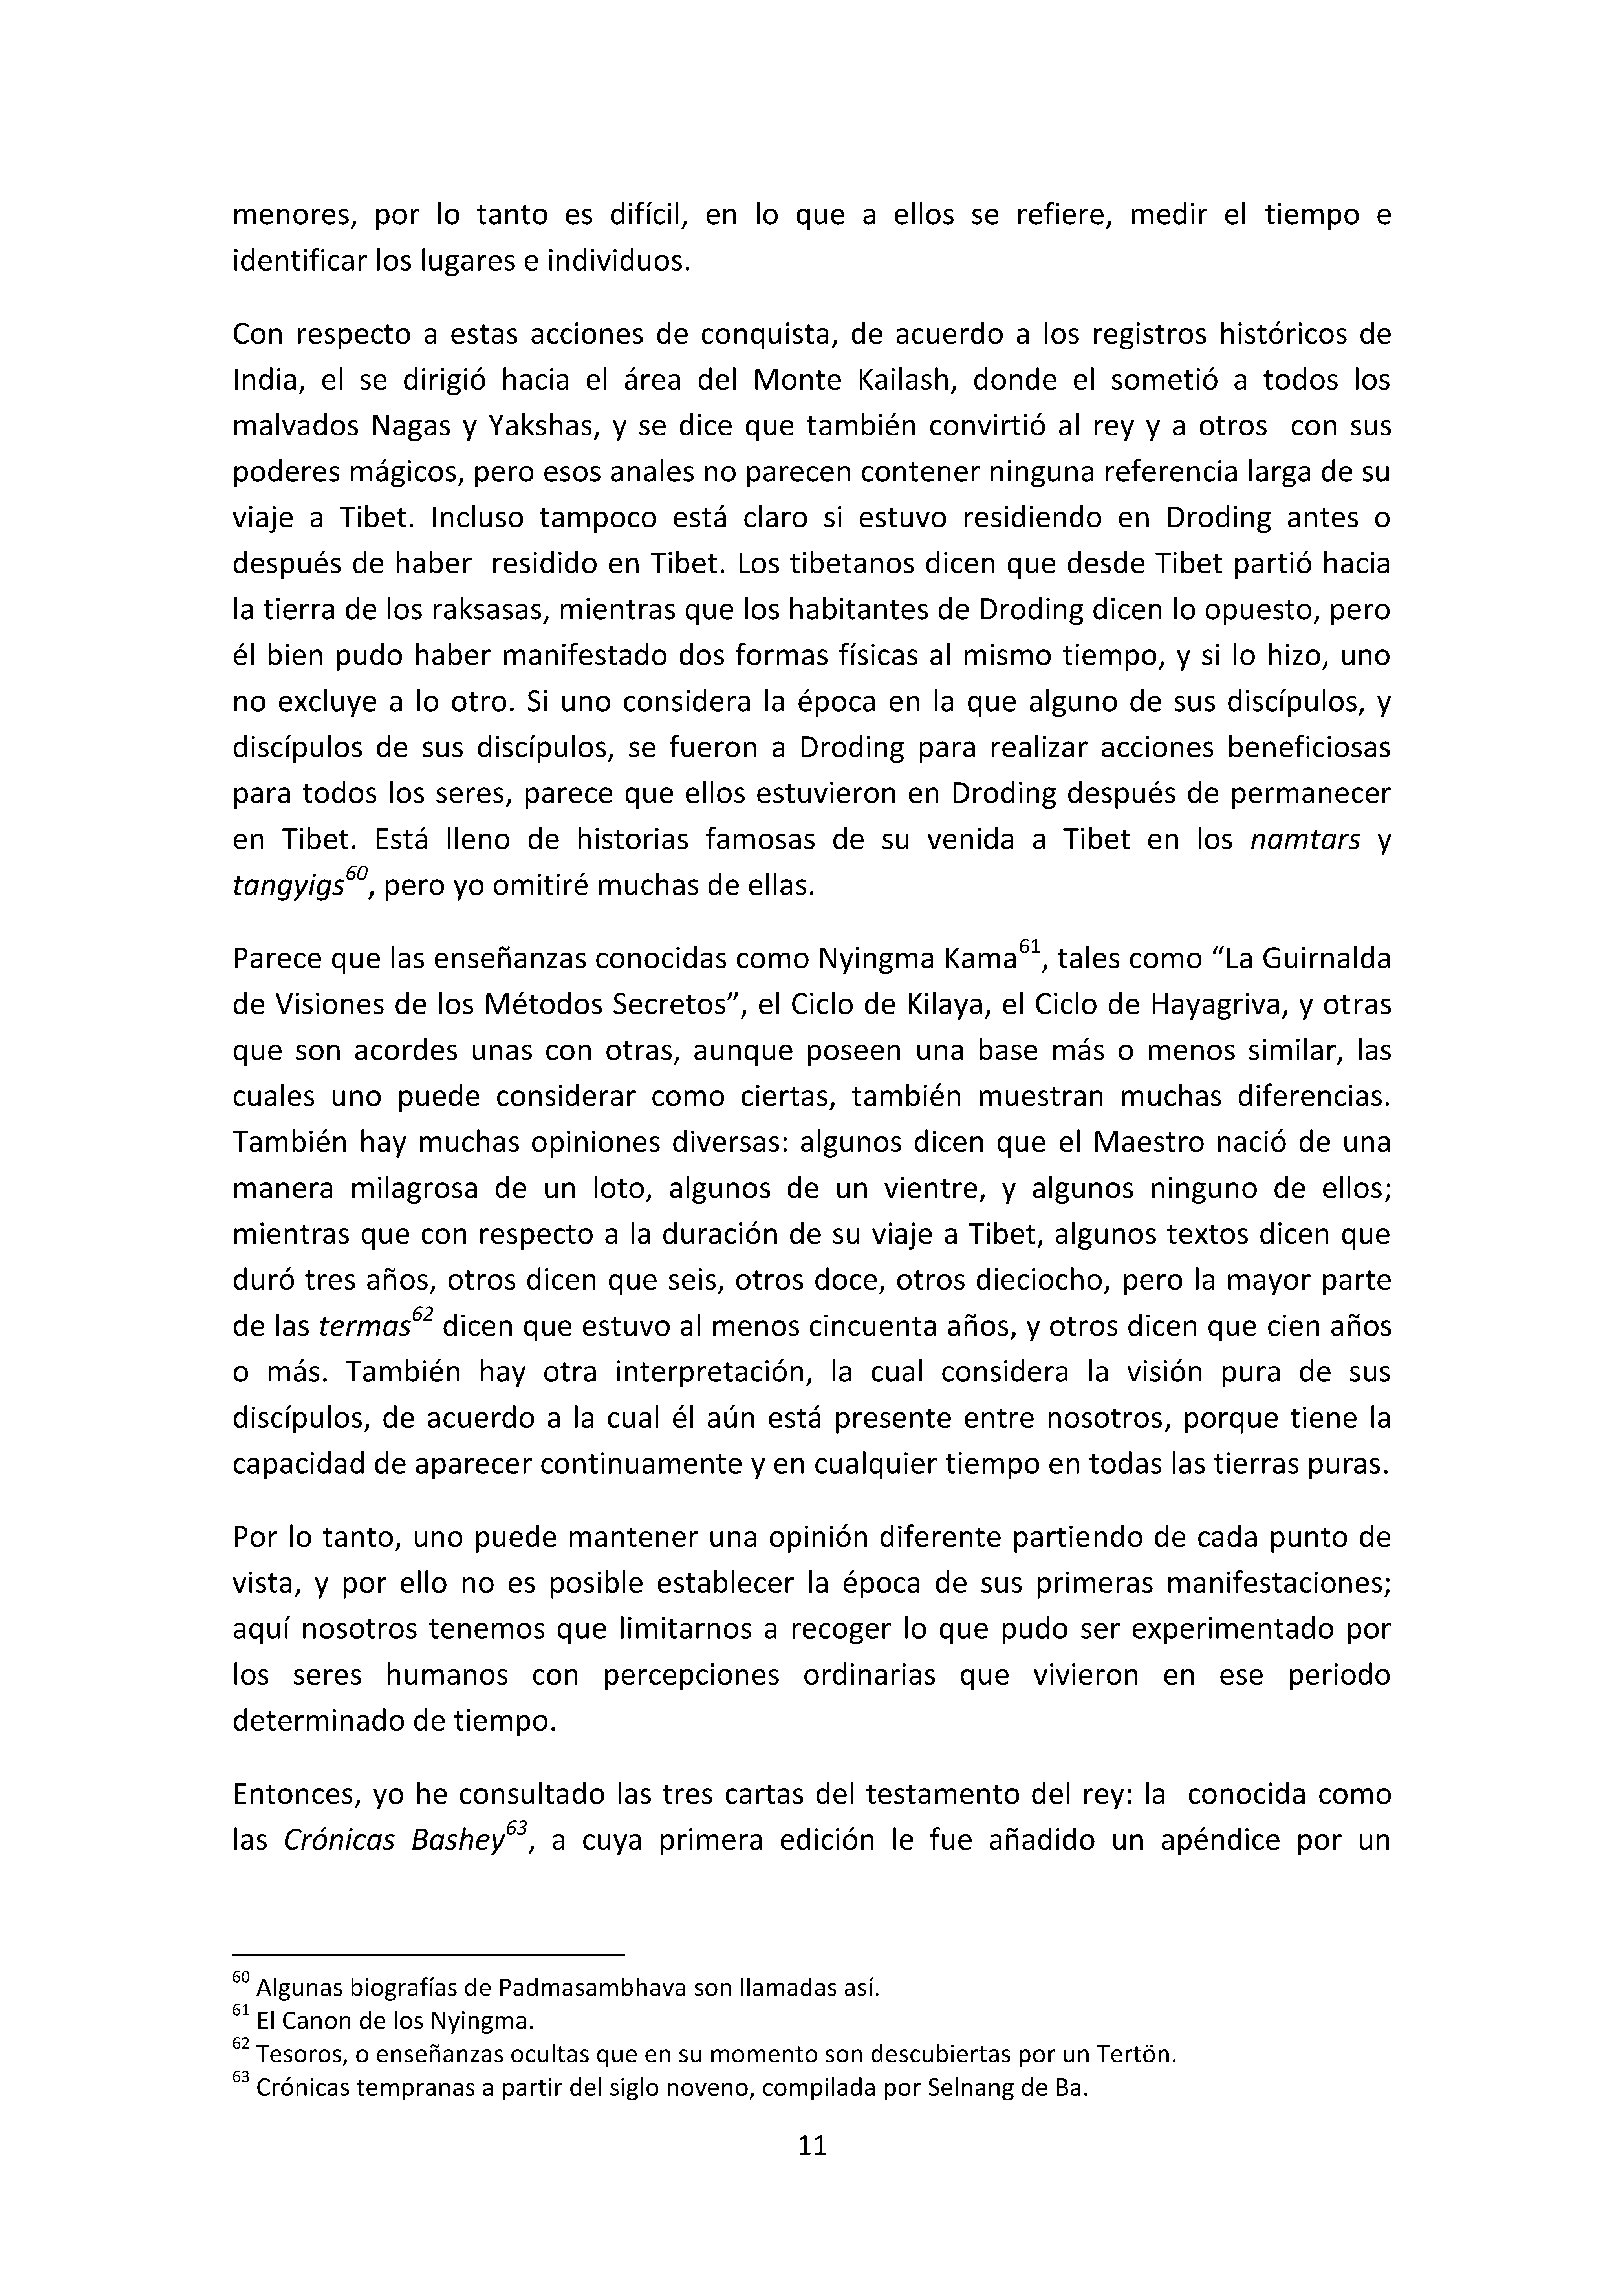 menores, por lo tanto es difícil, en lo que a ellos se refiere, medir el tiempo e
identificar los lugares e individuos.
Con respecto a estas acciones de conquista, de acuerdo a los registros históricos de
India, el se dirigió hacia el área del Monte Kailash, donde el sometió a todos los
malvados Nagas y Yakshas, y se dice que también convirtió al rey y a otros  con sus
poderes mágicos, pero esos anales no parecen contener ninguna referencia larga de su
viaje a Tibet. Incluso tampoco está claro si estuvo residiendo en Droding antes o
después de haber  residido en Tibet. Los tibetanos dicen que desde Tibet partió hacia
la tierra de los raksasas, mientras que los habitantes de Droding dicen lo opuesto, pero
él bien pudo haber manifestado dos formas físicas al mismo tiempo, y si lo hizo, uno
no excluye a lo otro. Si uno considera la época en la que alguno de sus discípulos, y
discípulos de sus discípulos, se fueron a Droding para realizar acciones beneficiosas
para todos los seres, parece que ellos estuvieron en Droding después de permanecer
en Tibet. Está lleno de historias famosas de su venida a Tibet en los namtars y
tangyigs60, pero yo omitiré muchas de ellas.
Parece que las enseñanzas conocidas como Nyingma Kama61, tales como “La Guirnalda
de Visiones de los Métodos Secretos”, el Ciclo de Kilaya, el Ciclo de Hayagriva, y otras
que son acordes unas con otras, aunque poseen una base más o menos similar, las
cuales uno puede considerar como ciertas, también muestran muchas diferencias.
También hay muchas opiniones diversas: algunos dicen que el Maestro nació de una
manera milagrosa de un loto, algunos de un vientre, y algunos ninguno de ellos;
mientras que con respecto a la duración de su viaje a Tibet, algunos textos dicen que
duró tres años, otros dicen que seis, otros doce, otros dieciocho, pero la mayor parte
de las termas62 dicen que estuvo al menos cincuenta años, y otros dicen que cien años
o más. También hay otra interpretación, la cual considera la visión pura de sus
discípulos, de acuerdo a la cual él aún está presente entre nosotros, porque tiene la
capacidad de aparecer continuamente y en cualquier tiempo en todas las tierras puras.
Por lo tanto, uno puede mantener una opinión diferente partiendo de cada punto de
vista, y por ello no es posible establecer la época de sus primeras manifestaciones;
aquí nosotros tenemos que limitarnos a recoger lo que pudo ser experimentado por
los seres humanos con percepciones ordinarias que vivieron en ese periodo
determinado de tiempo.
Entonces, yo he consultado las tres cartas del testamento del rey: la  conocida como
las Crónicas Bashey63, a cuya primera edición le fue añadido un apéndice por un
60 Algunas biografías de Padmasambhava son llamadas así.
61 El Canon de los Nyingma.
62 Tesoros, o enseñanzas ocultas que en su momento son descubiertas por un Tertön.
63 Crónicas tempranas a partir del siglo noveno, compilada por Selnang de Ba.
11